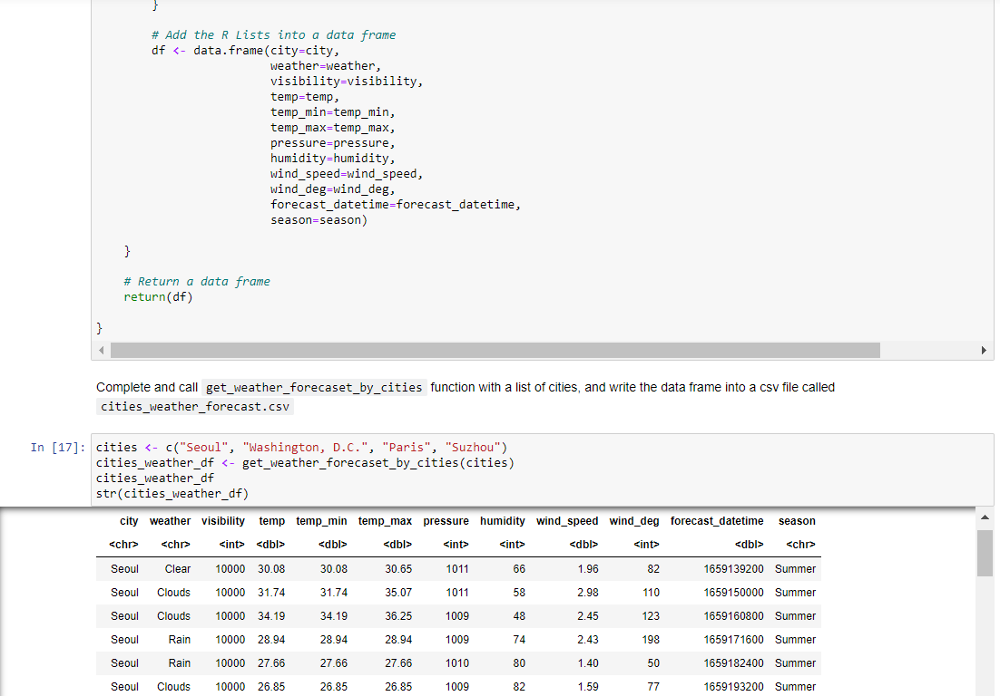 }
# Add the R Lists into a data frame
df <- data.frame(city=city,
weather=weather,
visibility=visibility,
temp=temp,
temp_min=temp_min,
temp_max=temp_max,
pressure=pressure,
humidity=humidity,
wind_speed=wind_speed,
wind_deg=wind_deg,
forecast_datetime=forecast_datetime,
season=season)
}
# Return a data frame
return(df)
}
Complete and call get_weather_forecaset_by_cities function with a list of cities, and write the data frame into a csv file called
cities_weather_forecast.csv
In [17]: cities <- c("Seoul", "Washington, D.C.", "Paris", "Suzhou")
cities_weather_df <- get_weather_forecaset_by_cities(cities)
cities_weather_df
str(cities_weather_df)
city weather visibility temp temp_min temp_max pressure humidity wind_speed wind_deg forecast_datetime season
<chr> <chr> <int> <dbl> <dbl> <dbl> <int> <int> <dbl> <int> <dbl> <chr>
Seoul Clear 10000 30.08 30.08 30.65 1011 66 1.96 82 1659139200 Summer
Seoul Clouds 10000 31.74 31.74 35.07 1011 58 2.98 110 1659150000 Summer
Seoul Clouds 10000 34.19 34.19 36.25 1009 48 2.45 123 1659160800 Summer
Seoul Rain 10000 28.94 28.94 28.94 1009 74 2.43 198 1659171600 Summer
Seoul Rain 10000 27.66 27.66 27.66 1010 80 1.40 50 1659182400 Summer
Seoul Clouds 10000 26.85 26.85 26.85 1009 82 1.59 77 1659193200 Summer